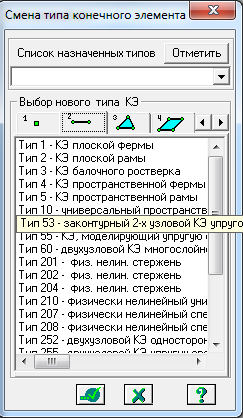 Смена типа конечного элемента
Список назначенных типов
Отметить
Выбор нового типа КЭ
1
2
3
4
Тип 1 - КЭ плоской фермы
Тип 2 - КЭ плоской рамы
Тип 3 - КЭ балочного ростверка
Тип 4 - КЭ пространственной фермы
Тип 5 - КЭ пространственной рамы
Тип 10 - универсальный пространств
Тип 53 - законтурный 2-х узловой КЭ упруго
Тип 55 - КЭ, моделирующий упругую с
Тип 60 - двухузловой КЭ многослойно
Тип 201 - физ. нелин. стержень
Тип 202 - физ. нелин. стержень
Тип 204 - физ. нелин. стержень
Тип 210 - физически нелинейный уни
Тип 207 - физически нелинейный спе
Тип 208 - физически нелинейный спе
Тип 252 - двухузловой КЭ односторон
?